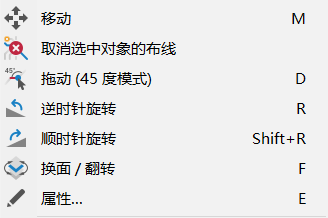 移动 M
取消选中对象的布线
45° 拖动 (45 度模式) D
逆时针旋转 R
顺时针旋转 Shift+R
换面 / 翻转 F
属性... E